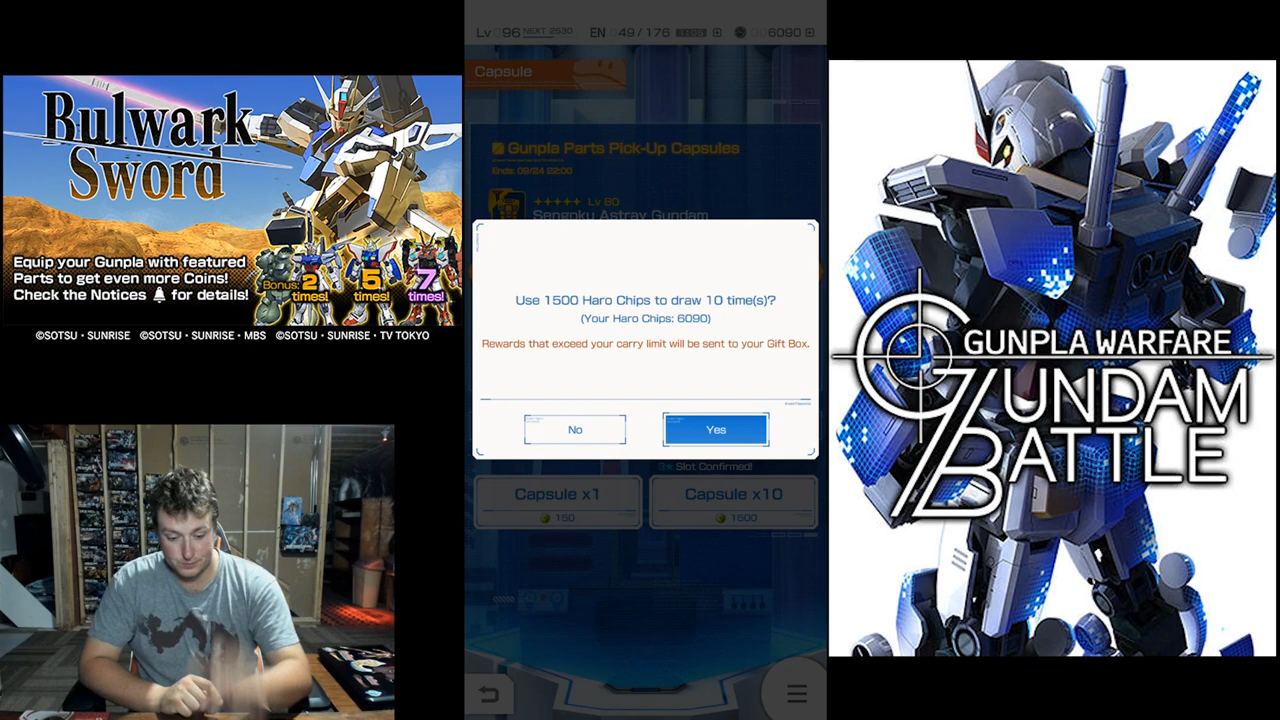 Bulwark
Sword
Equip your Gunpla with featured
Parts to get even more Coins!
Check the Notices for details!
Bonus: 2 times!
5 times!
7 times!
©SOTSU・SUNRISE ©SOTSU・SUNRISE・MBS ©SOTSU・SUNRISE・TV TOKYO
Lv 96 NEXT 2530 EN 49/176 6090
Capsule
Gunpla Parts Pick-Up Capsules
Ends: 09/24 22:00
★★★★★ Lv 80
Sengoku Astray Gundam
Use 1500 Haro Chips to draw 10 time(s)?
(Your Haro Chips: 6090)
Rewards that exceed your carry limit will be sent to your Gift Box.
No
Yes
3★ Slot Confirmed!
Capsule x1
150
Capsule x10
1500
GUNPLA WARFARE
GUNDAM
BATTLE